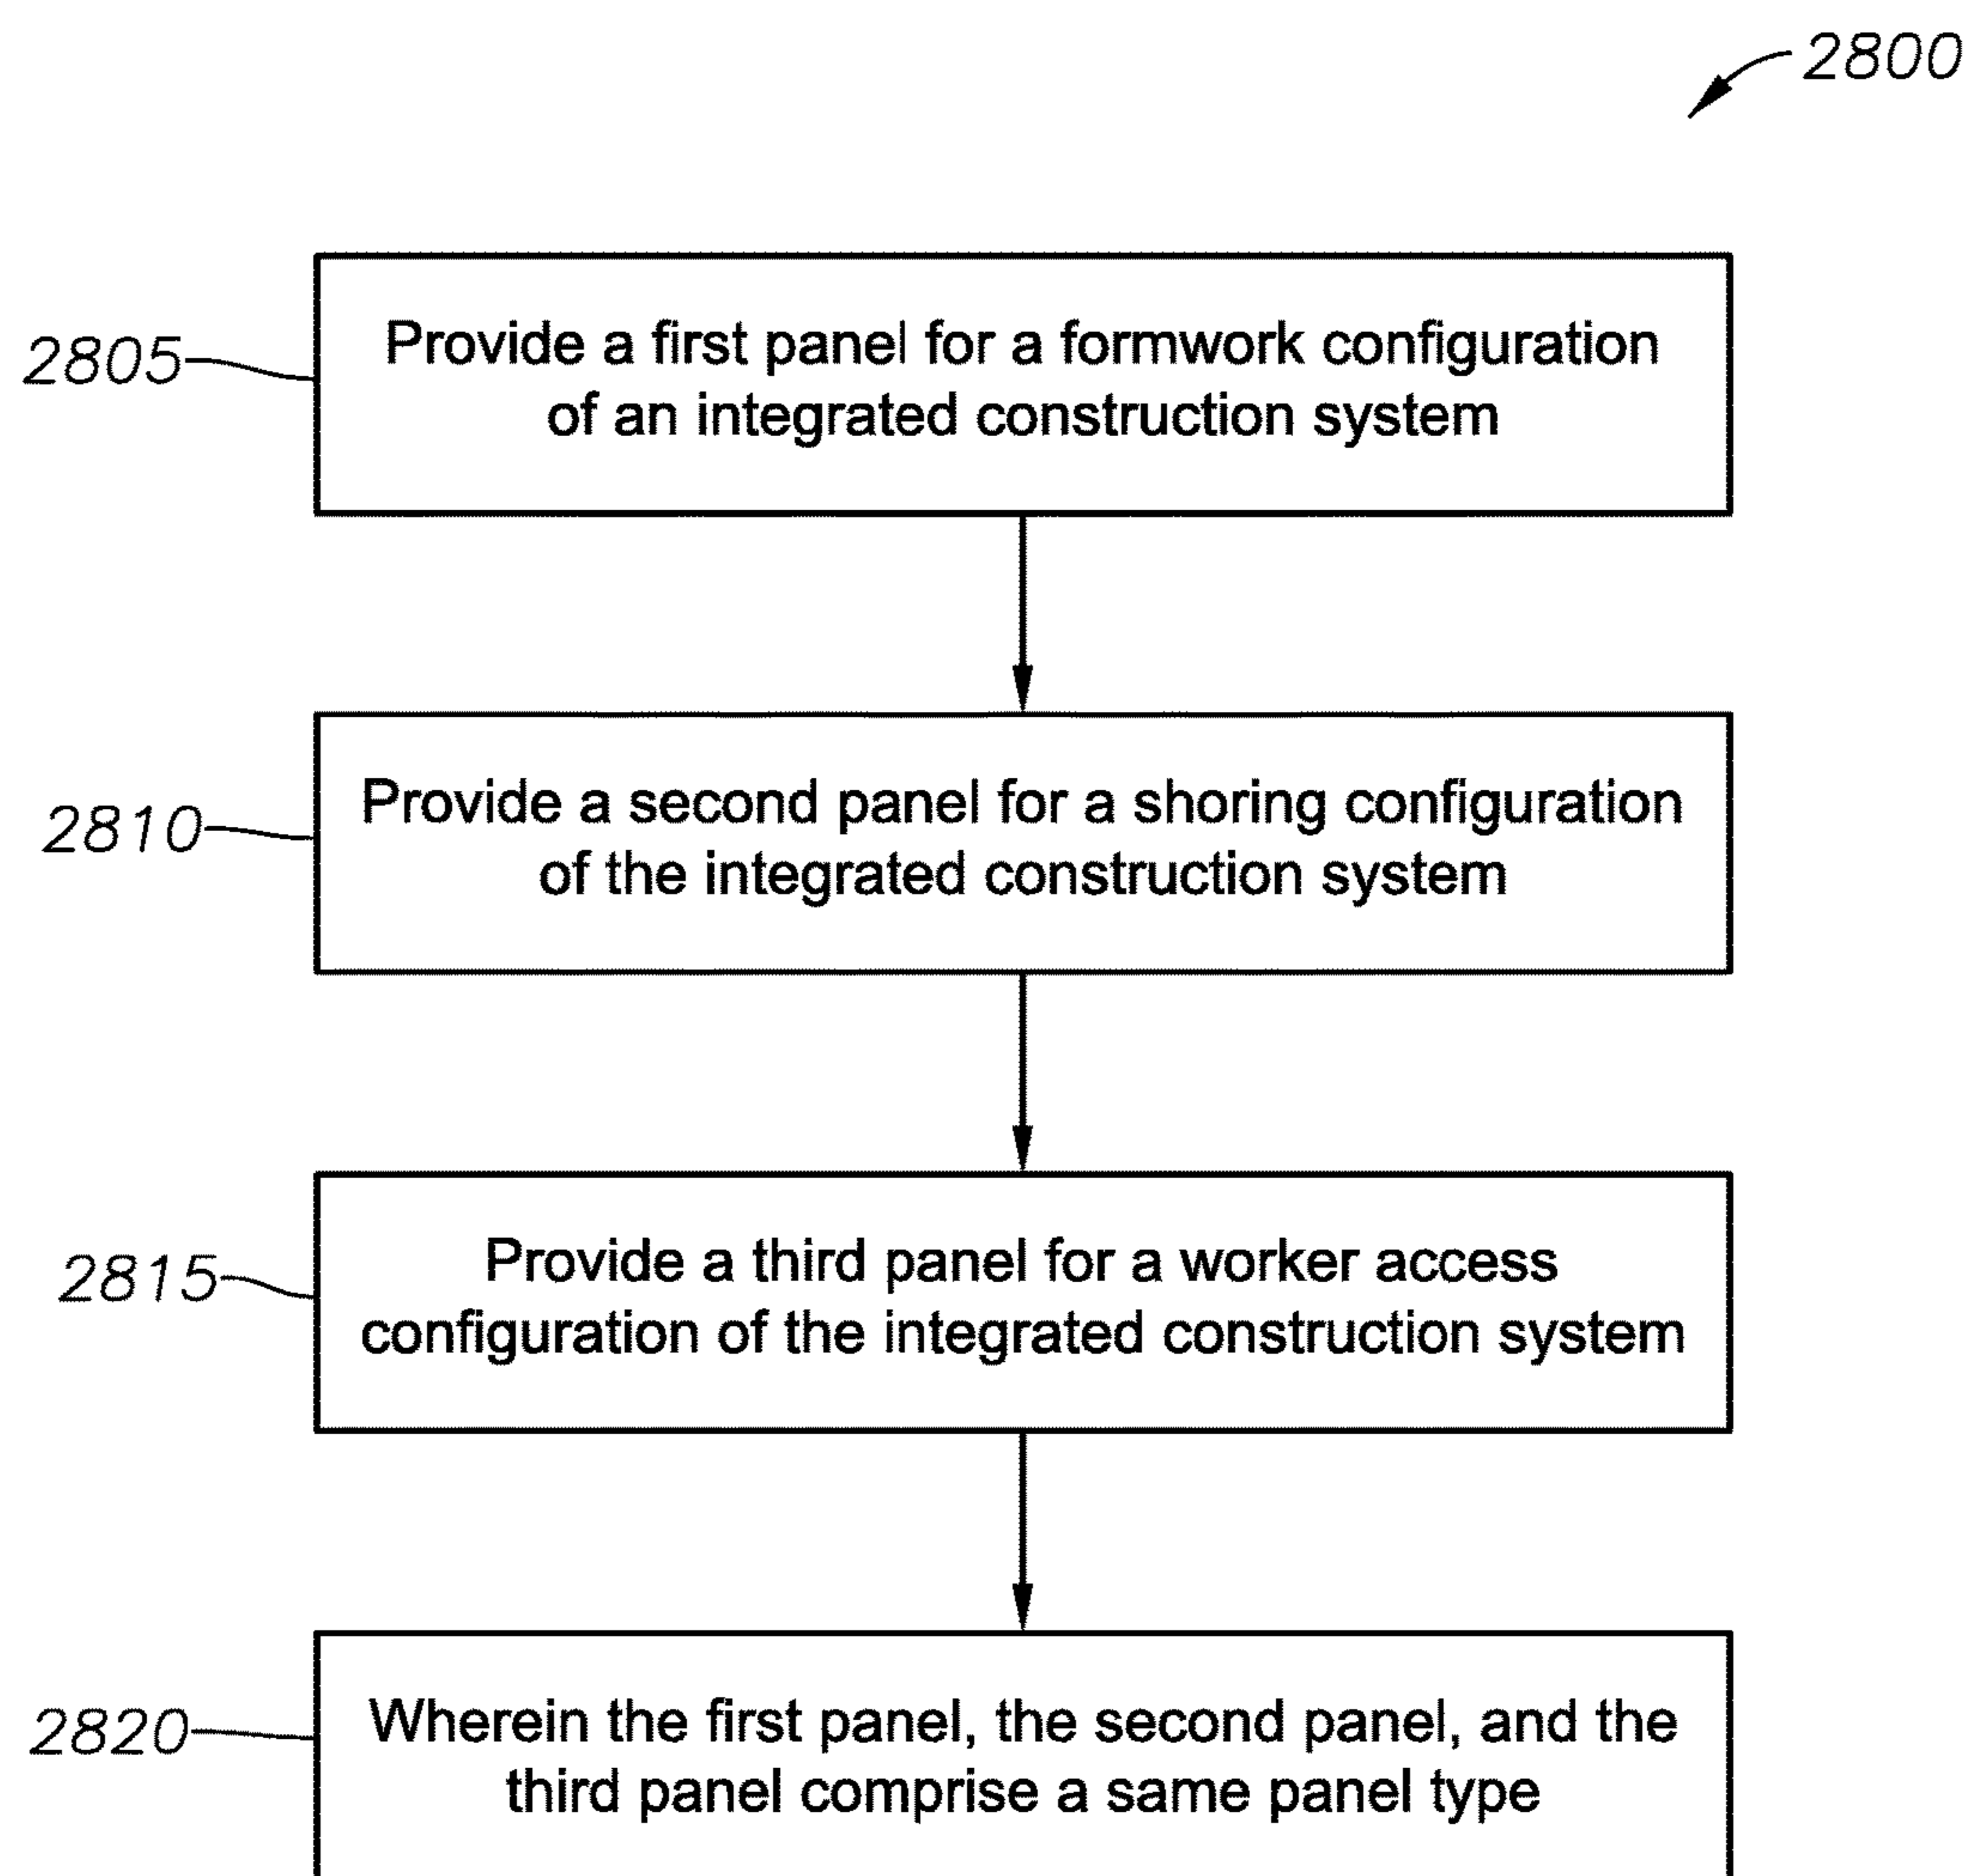 2800
2805
Provide a first panel for a formwork configuration
of an integrated construction system
2810
Provide a second panel for a shoring configuration
of the integrated construction system
2815
Provide a third panel for a worker access
configuration of the integrated construction system
2820
Wherein the first panel, the second panel, and the
third panel comprise a same panel type